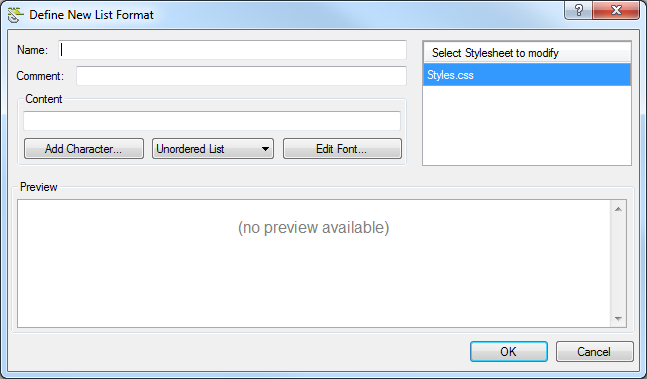 Define New List Format
?
Name:
Comment:
Content
Add Character...
Unordered List
Edit Font...
Select Stylesheet to modify
Styles.css
Preview
(no preview available)
OK
Cancel